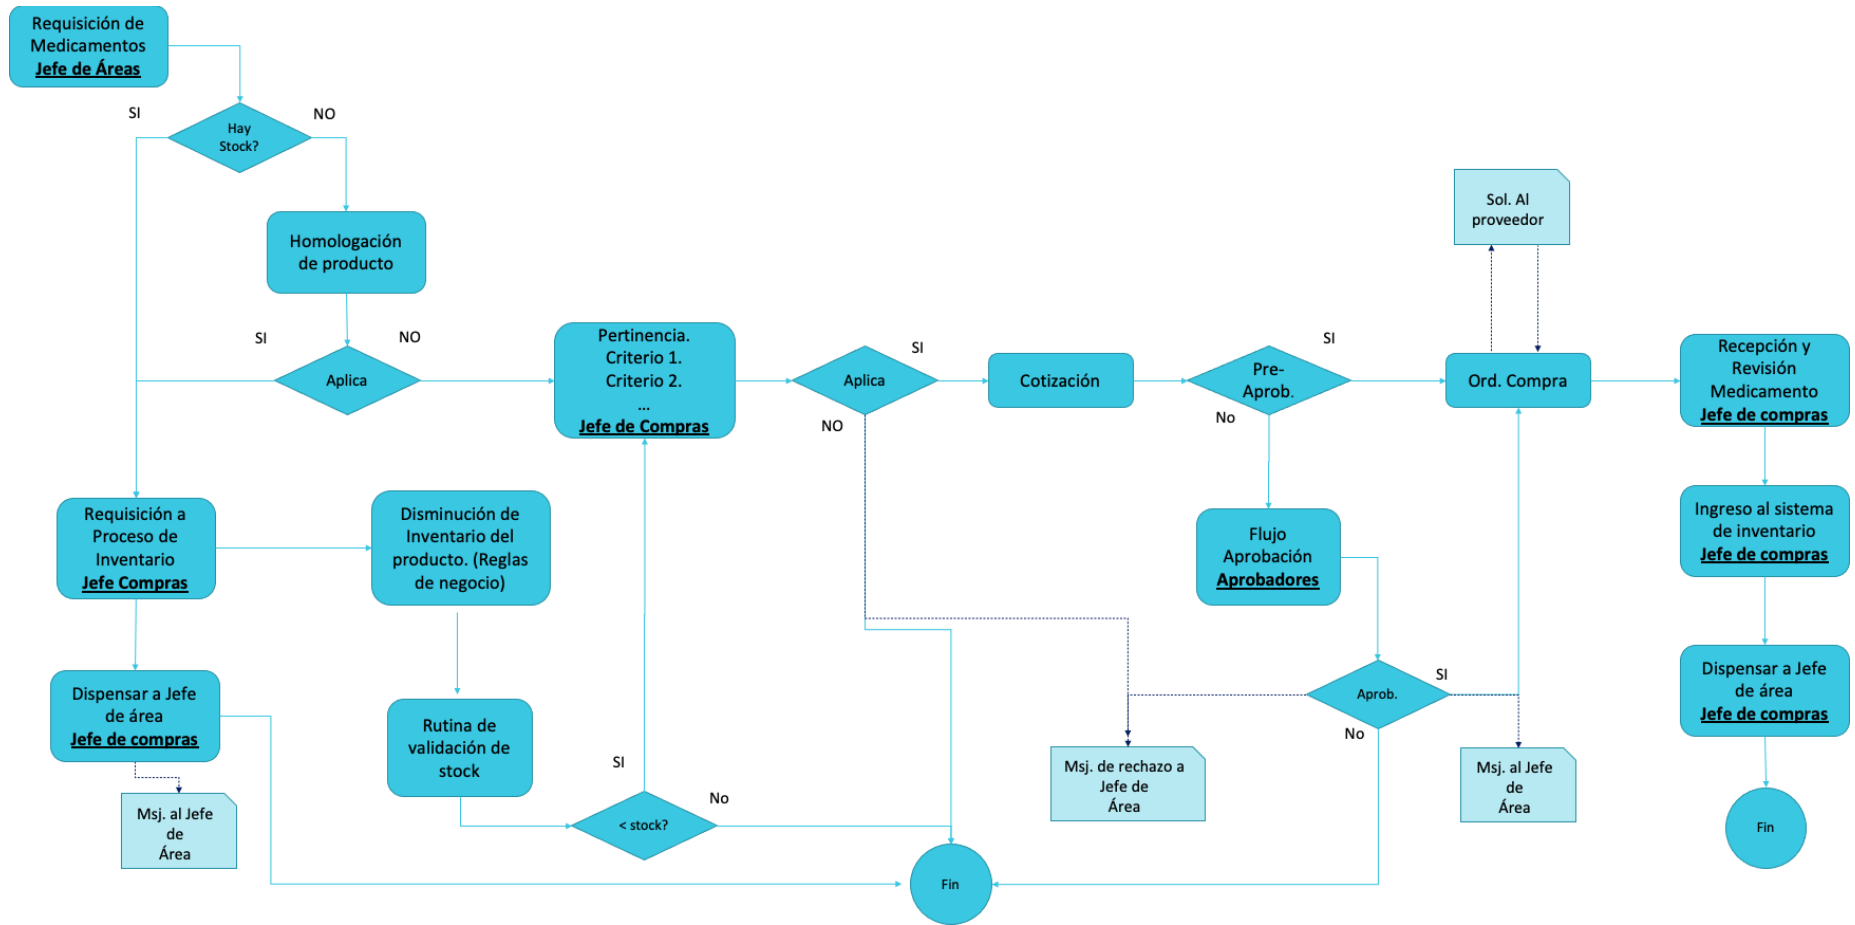 Requisición de
Medicamentos
Jefe de Áreas
SI
NO
Hay
Stock?
Homologación
de producto
SI
NO
Aplica
Pertinencia.
Criterio 1.
Criterio 2.
...
Jefe de Compras
Aplica
SI
NO
Cotización
Pre-
Aprob.
SI
No
Sol. Al
proveedor
Ord. Compra
Recepción y
Revisión
Medicamento
Jefe de compras
Requisición a
Proceso de
Inventario
Jefe Compras
Disminución de
Inventario del
producto. (Reglas
de negocio)
Flujo
Aprobación
Aprobadores
Ingreso al sistema
de inventario
Jefe de compras
Dispensar a Jefe
de área
Jefe de compras
Rutina de
validación de
stock
SI
No
< stock?
Aprob.
SI
No
Dispensar a Jefe
de área
Jefe de compras
Msj. al Jefe
de
Área
Msj. de rechazo a
Jefe de
Área
Msj. al Jefe
de
Área
Fin
Fin